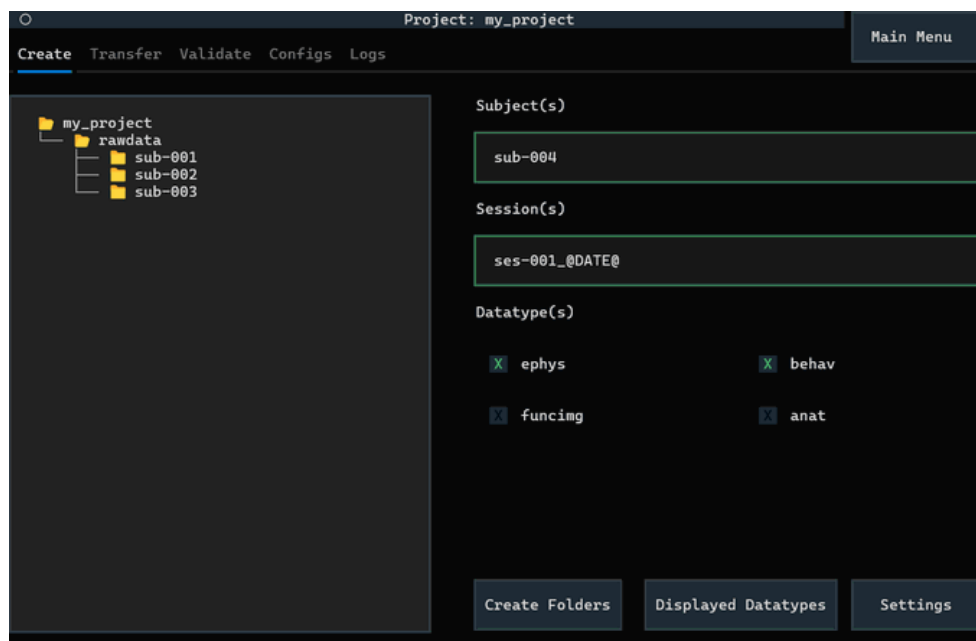 Project: my_project
Main Menu
Create Transfer Validate Configs Logs
my_project
rawdata
sub-001
sub-002
sub-003
Subject(s)
sub-004
Session(s)
ses-001_@DATE@
Datatype(s)
X ephys
X behav
X funcimg
X anat
Create Folders
Displayed Datatypes
Settings